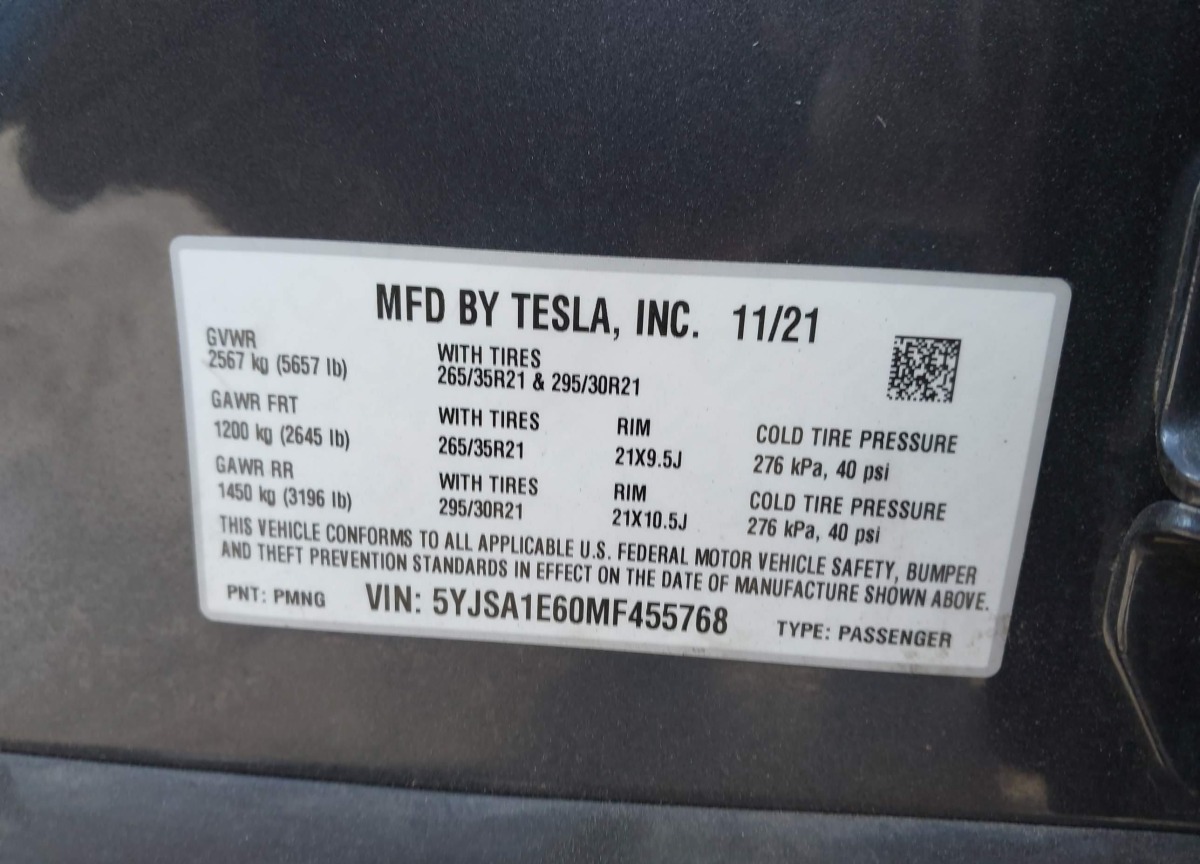 MFD BY TESLA, INC. 11/21
GVWR
2567 kg (5657 lb)
WITH TIRES
265/35R21 & 295/30R21
GAWR FRT
1200 kg (2645 lb)
WITH TIRES
265/35R21
RIM
21X9.5J
COLD TIRE PRESSURE
276 kPa, 40 psi
GAWR RR
1450 kg (3196 lb)
WITH TIRES
295/30R21
RIM
21X10.5J
COLD TIRE PRESSURE
276 kPa, 40 psi
THIS VEHICLE CONFORMS TO ALL APPLICABLE U.S. FEDERAL MOTOR VEHICLE SAFETY, BUMPER
AND THEFT PREVENTION STANDARDS IN EFFECT ON THE DATE OF MANUFACTURE SHOWN ABOVE.
PNT: PMNG VIN: 5YJSA1E60MF455768 TYPE: PASSENGER